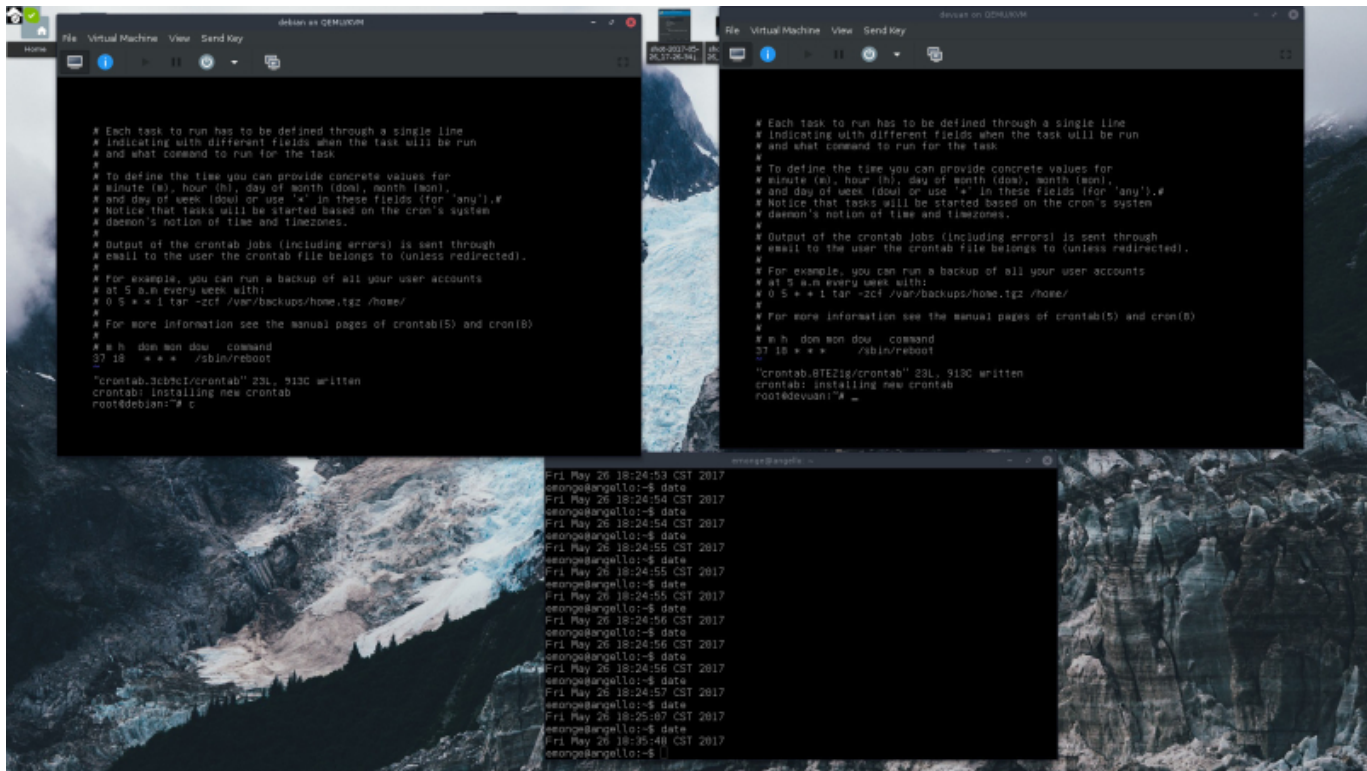 Home
debian on QEMU/KVM
File Virtual Machine View Send Key
# Each task to run has to be defined through a single line
# indicating with different fields when the task will be run
# and what command to run for the task
#
# To define the time you can provide concrete values for
# minute (m), hour (h), day of month (dom), month (mon),
# and day of week (dow) or use '*' in these fields (for 'any').#
# Notice that tasks will be started based on the cron's system
# daemon's notion of time and timezones.
#
# Output of the crontab jobs (including errors) is sent through
# email to the user the crontab file belongs to (unless redirected).
#
# For example, you can run a backup of all your user accounts
# at 5 a.m every week with:
# 0 5 * * 1 tar -zcf /var/backups/home.tgz /home/
#
# For more information see the manual pages of crontab(5) and cron(8)
#
# m h  dom mon dow   command
37 18   * * *   /sbin/reboot
~
"crontab.3cb9cI/crontab" 23L, 913C written
crontab: installing new crontab
root@debian:~# c
shot-2017-05-
26_17-26-34.j
devuan on QEMU/KVM
File Virtual Machine View Send Key
# Each task to run has to be defined through a single line
# indicating with different fields when the task will be run
# and what command to run for the task
#
# To define the time you can provide concrete values for
# minute (m), hour (h), day of month (dom), month (mon),
# and day of week (dow) or use '*' in these fields (for 'any').#
# Notice that tasks will be started based on the cron's system
# daemon's notion of time and timezones.
#
# Output of the crontab jobs (including errors) is sent through
# email to the user the crontab file belongs to (unless redirected).
#
# For example, you can run a backup of all your user accounts
# at 5 a.m every week with:
# 0 5 * * 1 tar -zcf /var/backups/home.tgz /home/
#
# For more information see the manual pages of crontab(5) and cron(8)
#
# m h  dom mon dow   command
37 18 * * *     /sbin/reboot
~
"crontab.8TEZ1g/crontab" 23L, 913C written
crontab: installing new crontab
root@devuan:~# _
emonge@angello: ~
Fri May 26 18:24:53 CST 2017
emonge@angello:~$ date
Fri May 26 18:24:54 CST 2017
emonge@angello:~$ date
Fri May 26 18:24:54 CST 2017
emonge@angello:~$ date
Fri May 26 18:24:55 CST 2017
emonge@angello:~$ date
Fri May 26 18:24:55 CST 2017
emonge@angello:~$ date
Fri May 26 18:24:55 CST 2017
emonge@angello:~$ date
Fri May 26 18:24:56 CST 2017
emonge@angello:~$ date
Fri May 26 18:24:56 CST 2017
emonge@angello:~$ date
Fri May 26 18:24:56 CST 2017
emonge@angello:~$ date
Fri May 26 18:24:57 CST 2017
emonge@angello:~$ date
Fri May 26 18:25:07 CST 2017
emonge@angello:~$ date
Fri May 26 18:35:48 CST 2017
emonge@angello:~$